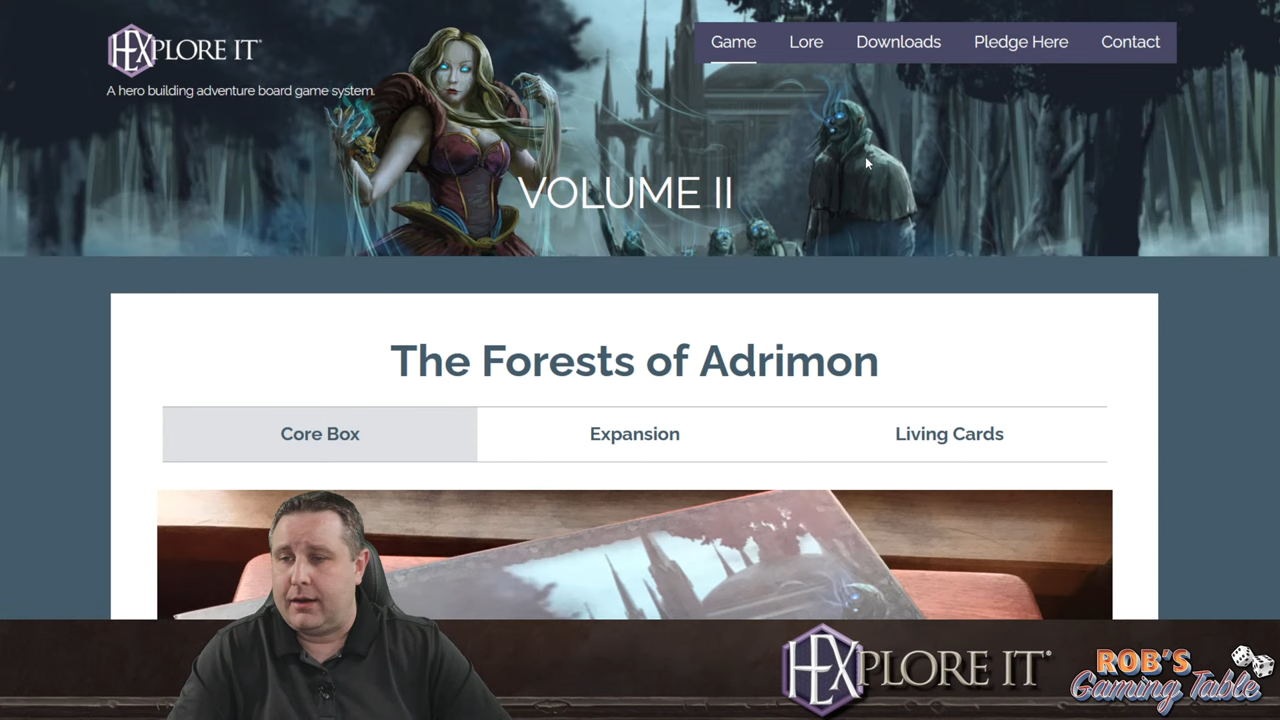 HEXPLORE IT
Game Lore Downloads Pledge Here Contact
A hero building adventure board game system.
VOLUME II
The Forests of Adrimon
Core Box Expansion Living Cards
HEXPLORE IT
ROB'S
Gaming Table